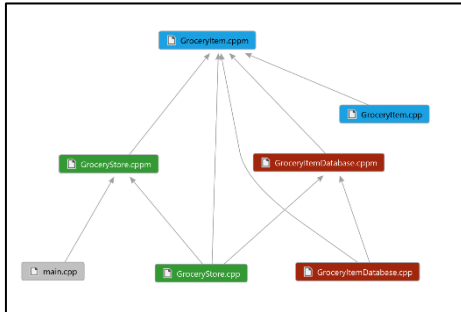 GroceryItem.cppm
GroceryItem.cpp
GroceryStore.cppm
GroceryItemDatabase.cppm
main.cpp
GroceryStore.cpp
GroceryItemDatabase.cpp